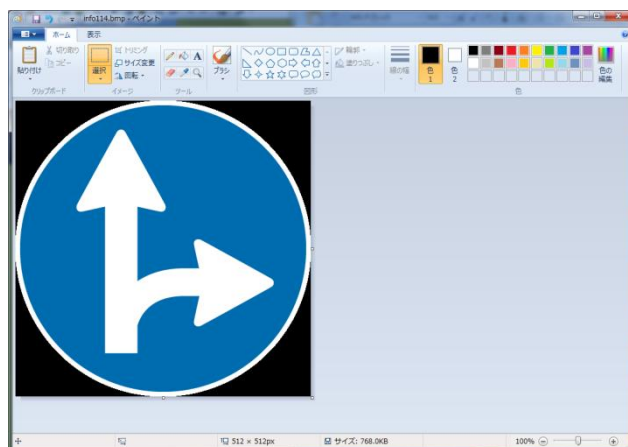 info114.bmp - ペイント
ホーム 表示
貼り付け
切り取り
コピー
クリップボード
選択
トリミング
サイズ変更
回転
イメージ
A
ツール
ブラシ
輪郭
塗りつぶし
図形
線の幅
色
1
色
2
色の
編集
色
512 × 512px
サイズ: 768.0KB
100%